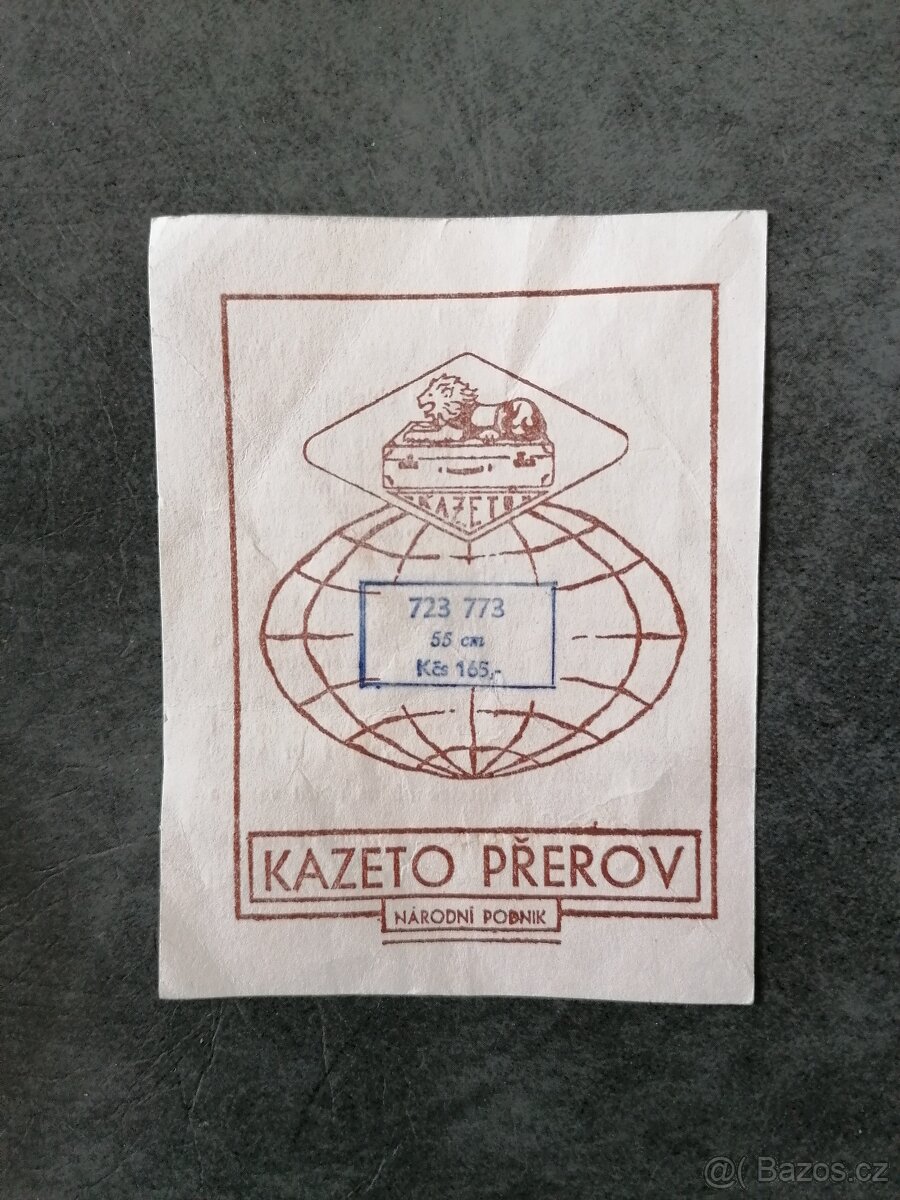 KAZETO
723 773
55 cm
Kčs 165,-
KAZETO PŘEROV
NÁRODNÍ PODNIK
@( Bazos.cz